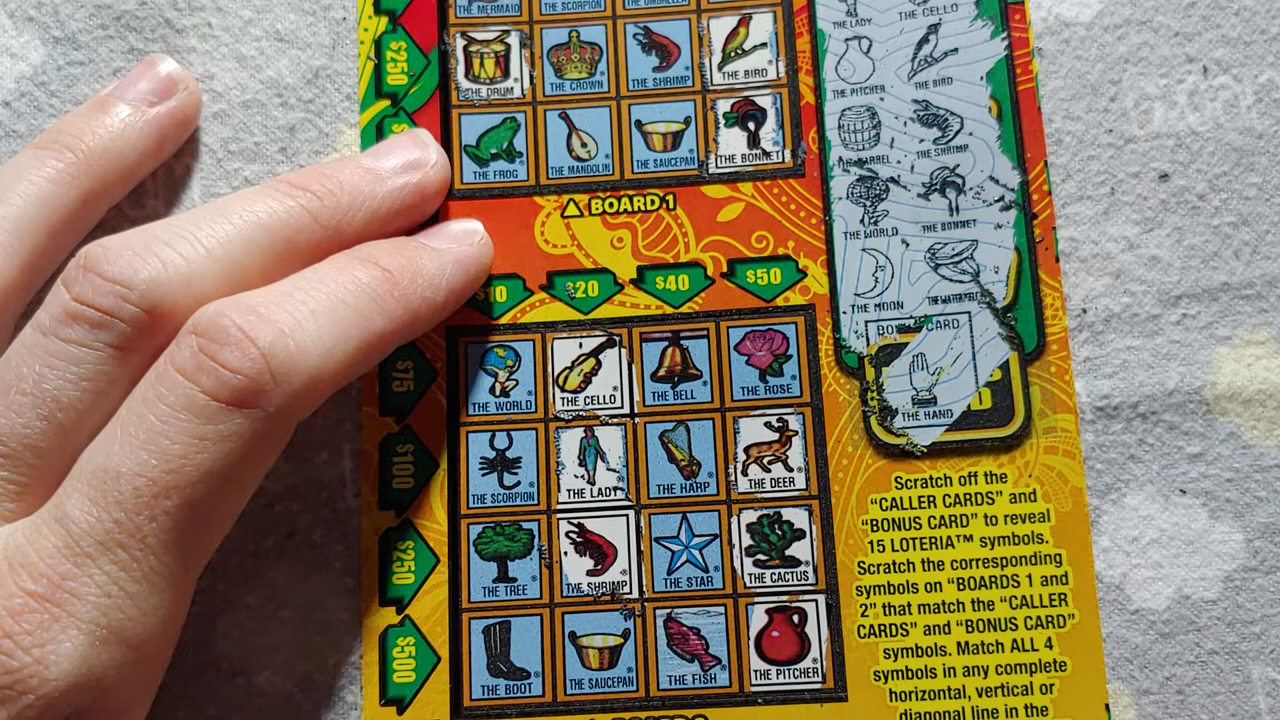 THE MERMAID
THE SCORPION
THE UMBRELLA
THE LADY
THE CELLO
$250
THE DRUM
THE CROWN
THE SHRIMP
THE BIRD
THE PITCHER
THE BIRD
THE FROG
THE MANDOLIN
THE SAUCEPAN
THE BONNET
THE BARREL
THE SHRIMP
▲ BOARD 1
THE WORLD
THE BONNET
$10
$20
$40
$50
THE MOON
$75
THE WORLD
THE CELLO
THE BELL
THE ROSE
CARD
THE HAND
$100
THE SCORPION
THE LADY
THE HARP
THE DEER
$250
THE TREE
THE SHRIMP
THE STAR
THE CACTUS
$500
THE BOOT
THE SAUCEPAN
THE FISH
THE PITCHER
Scratch off the
"CALLER CARDS" and
"BONUS CARD" to reveal
15 LOTERIA™ symbols.
Scratch the corresponding
symbols on "BOARDS 1 and
2" that match the "CALLER
CARDS" and "BONUS CARD"
symbols. Match ALL 4
symbols in any complete
horizontal, vertical or
diagonal line in the